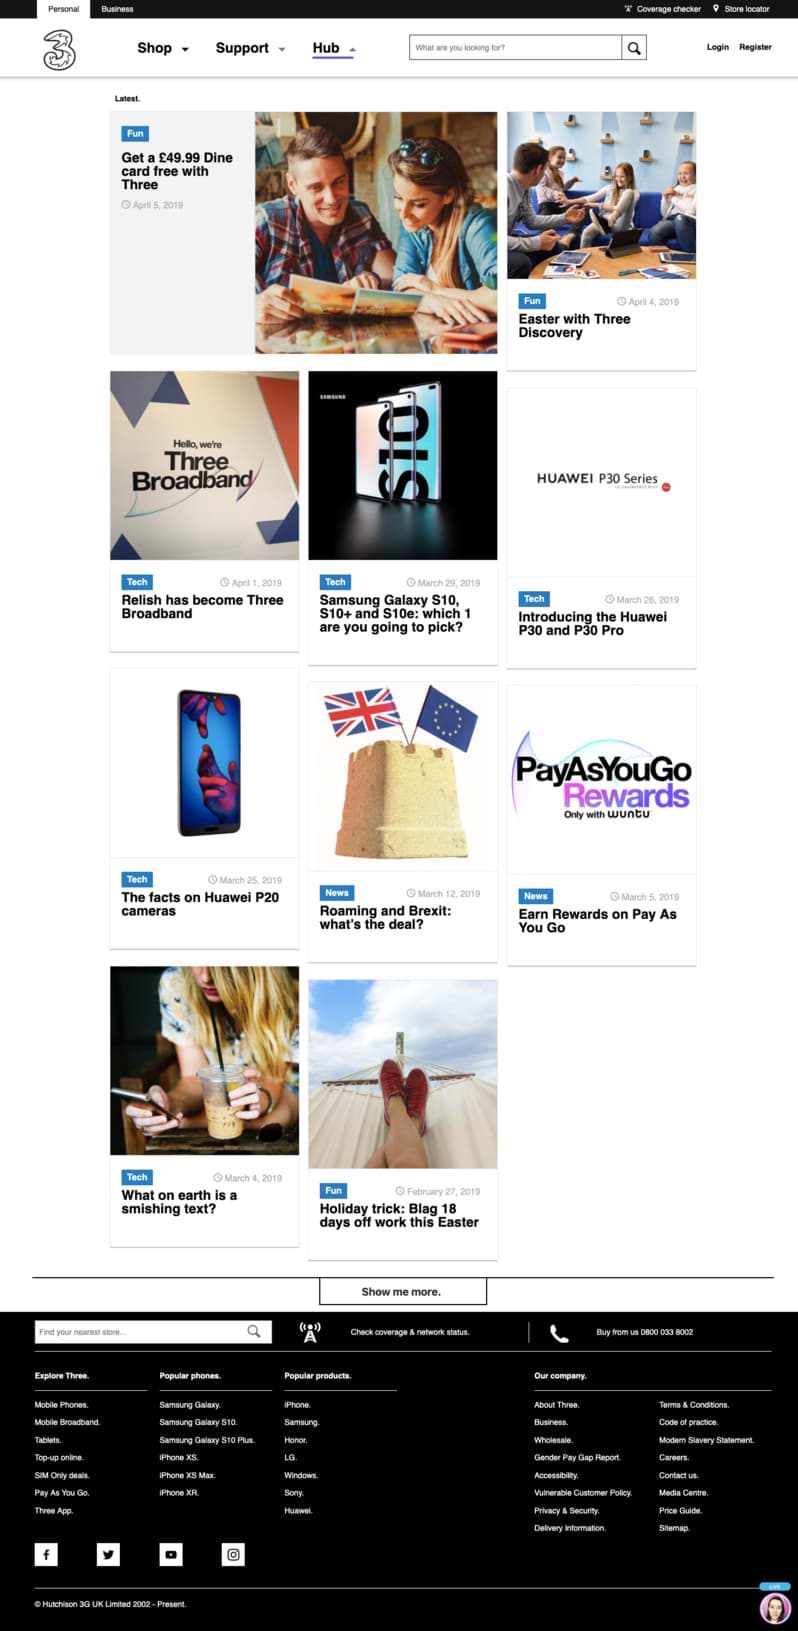 Personal
Business
Coverage checker
Store locator
3
Shop
Support
Hub
What are you looking for?
Login
Register
Latest.
Fun
Get a £49.99 Dine
card free with
Three
April 5, 2019
Fun
April 4, 2019
Easter with Three
Discovery
Hello, we're
Three
Broadband
Tech
April 1, 2019
Relish has become Three
Broadband
SAMSUNG
S10
Tech
March 29, 2019
Samsung Galaxy S10,
S10+ and S10e: which 1
are you going to pick?
HUAWEI P30 Series
Tech
March 26, 2019
Introducing the Huawei
P30 and P30 Pro
Tech
March 25, 2019
The facts on Huawei P20
cameras
News
March 12, 2019
Roaming and Brexit:
what's the deal?
PayAsYouGo
Rewards
Only with wuntu
News
March 5, 2019
Earn Rewards on Pay As
You Go
Tech
March 4, 2019
What on earth is a
smishing text?
Fun
February 27, 2019
Holiday trick: Blag 18
days off work this Easter
Show me more.
Find your nearest store...
Check coverage & network status.
Buy from us 0800 033 8002
Explore Three.
Mobile Phones.
Mobile Broadband.
Tablets.
Top-up online.
SIM Only deals.
Pay As You Go.
Three App.
Popular phones.
Samsung Galaxy.
Samsung Galaxy S10.
Samsung Galaxy S10 Plus.
iPhone XS.
iPhone XS Max.
iPhone XR.
Popular products.
iPhone.
Samsung.
Honor.
LG.
Windows.
Sony.
Huawei.
Our company.
About Three.
Business.
Wholesale.
Gender Pay Gap Report.
Accessibility.
Vulnerable Customer Policy.
Privacy & Security.
Delivery Information.
Terms & Conditions.
Code of practice.
Modern Slavery Statement.
Careers.
Contact us.
Media Centre.
Price Guide.
Sitemap.
LIVE
© Hutchison 3G UK Limited 2002 - Present.